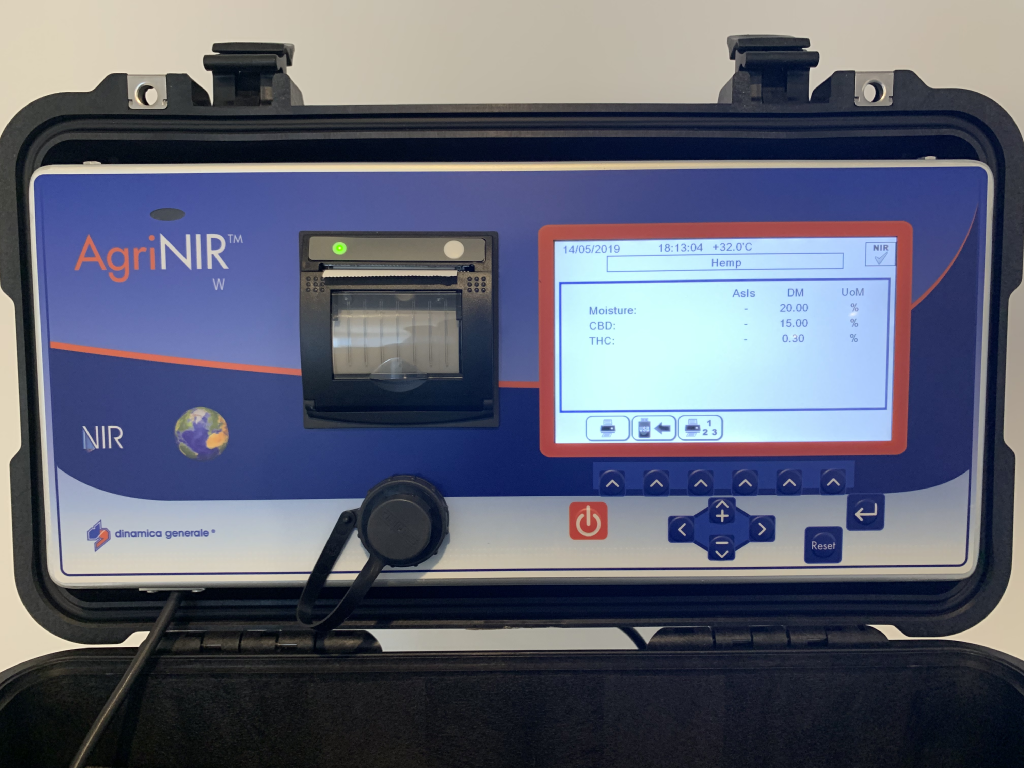 AgriNIR™
W
NIR
dinamica generale®
14/05/2019 18:13:04 +32.0°C
NIR
Hemp
AsIs DM UoM
Moisture: - 20.00 %
CBD: - 15.00 %
THC: - 0.30 %
1
2 3
Reset